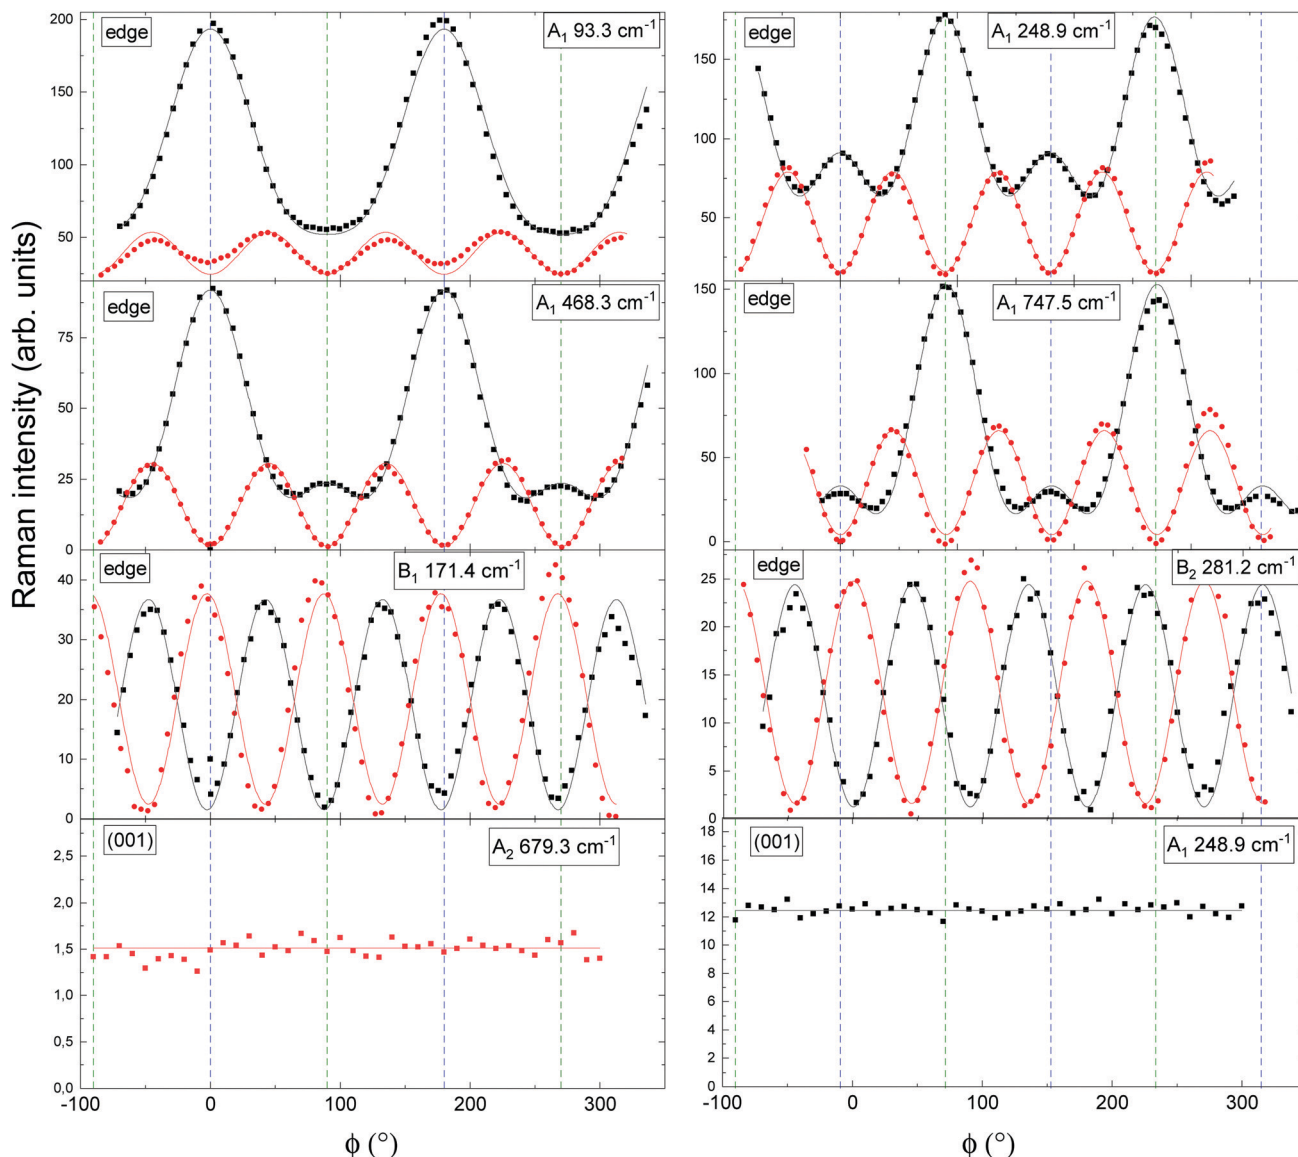 Raman intensity (arb. units)
edge
A₁ 93.3 cm⁻¹
200
150
100
50
edge
A₁ 468.3 cm⁻¹
75
50
25
0
edge
B₁ 171.4 cm⁻¹
40
30
20
10
0
(001)
A₂ 679.3 cm⁻¹
2,5
2,0
1,5
1,0
0,5
0,0
-100 0 100 200 300
ϕ (°)
edge
A₁ 248.9 cm⁻¹
150
100
50
edge
A₁ 747.5 cm⁻¹
150
100
50
0
edge
B₂ 281.2 cm⁻¹
25
20
15
10
5
0
(001)
A₁ 248.9 cm⁻¹
18
16
14
12
10
8
6
4
2
0
-100 0 100 200 300
ϕ (°)